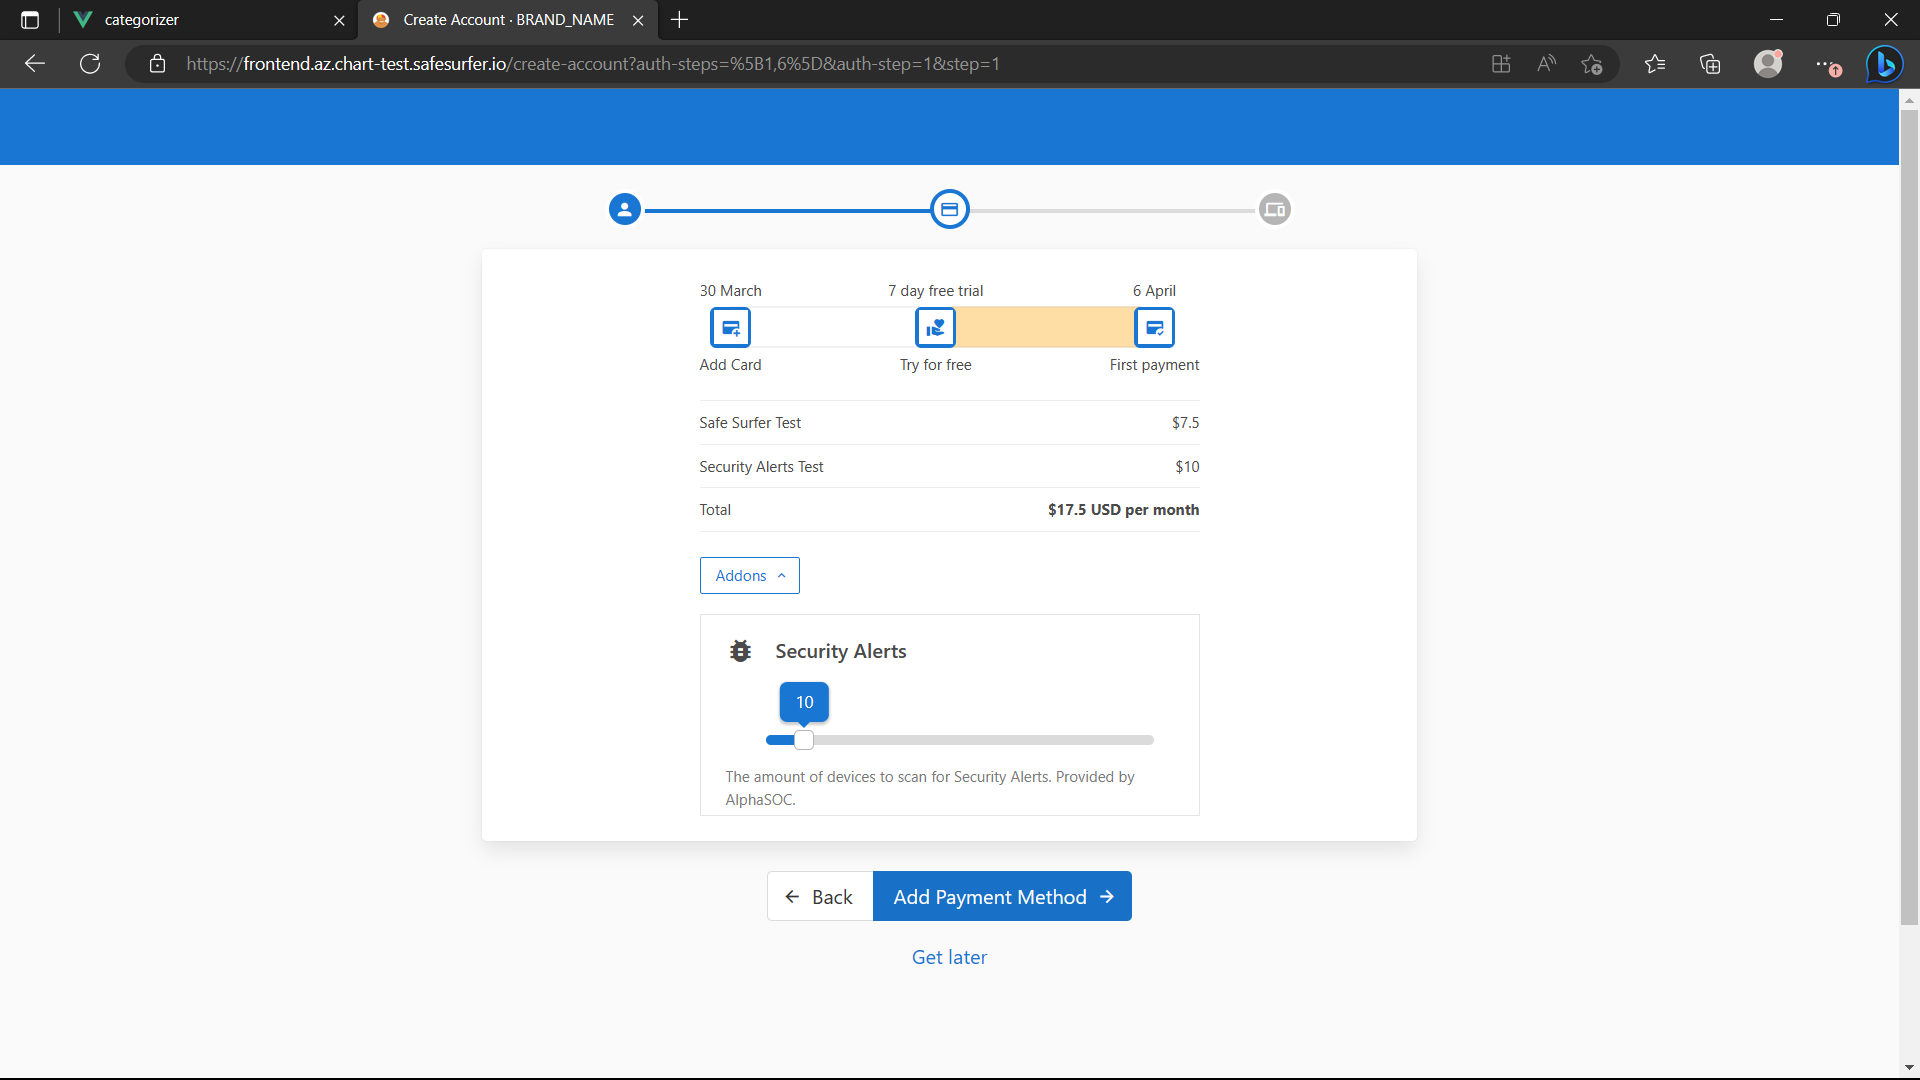 categorizer
Create Account · BRAND_NAME
https://frontend.az.chart-test.safesurfer.io/create-account?auth-steps=%5B1,6%5D&auth-step=1&step=1
30 March 7 day free trial 6 April
Add Card Try for free First payment
Safe Surfer Test $7.5
Security Alerts Test $10
Total $17.5 USD per month
Addons
Security Alerts
10
The amount of devices to scan for Security Alerts. Provided by
AlphaSOC.
Back Add Payment Method
Get later